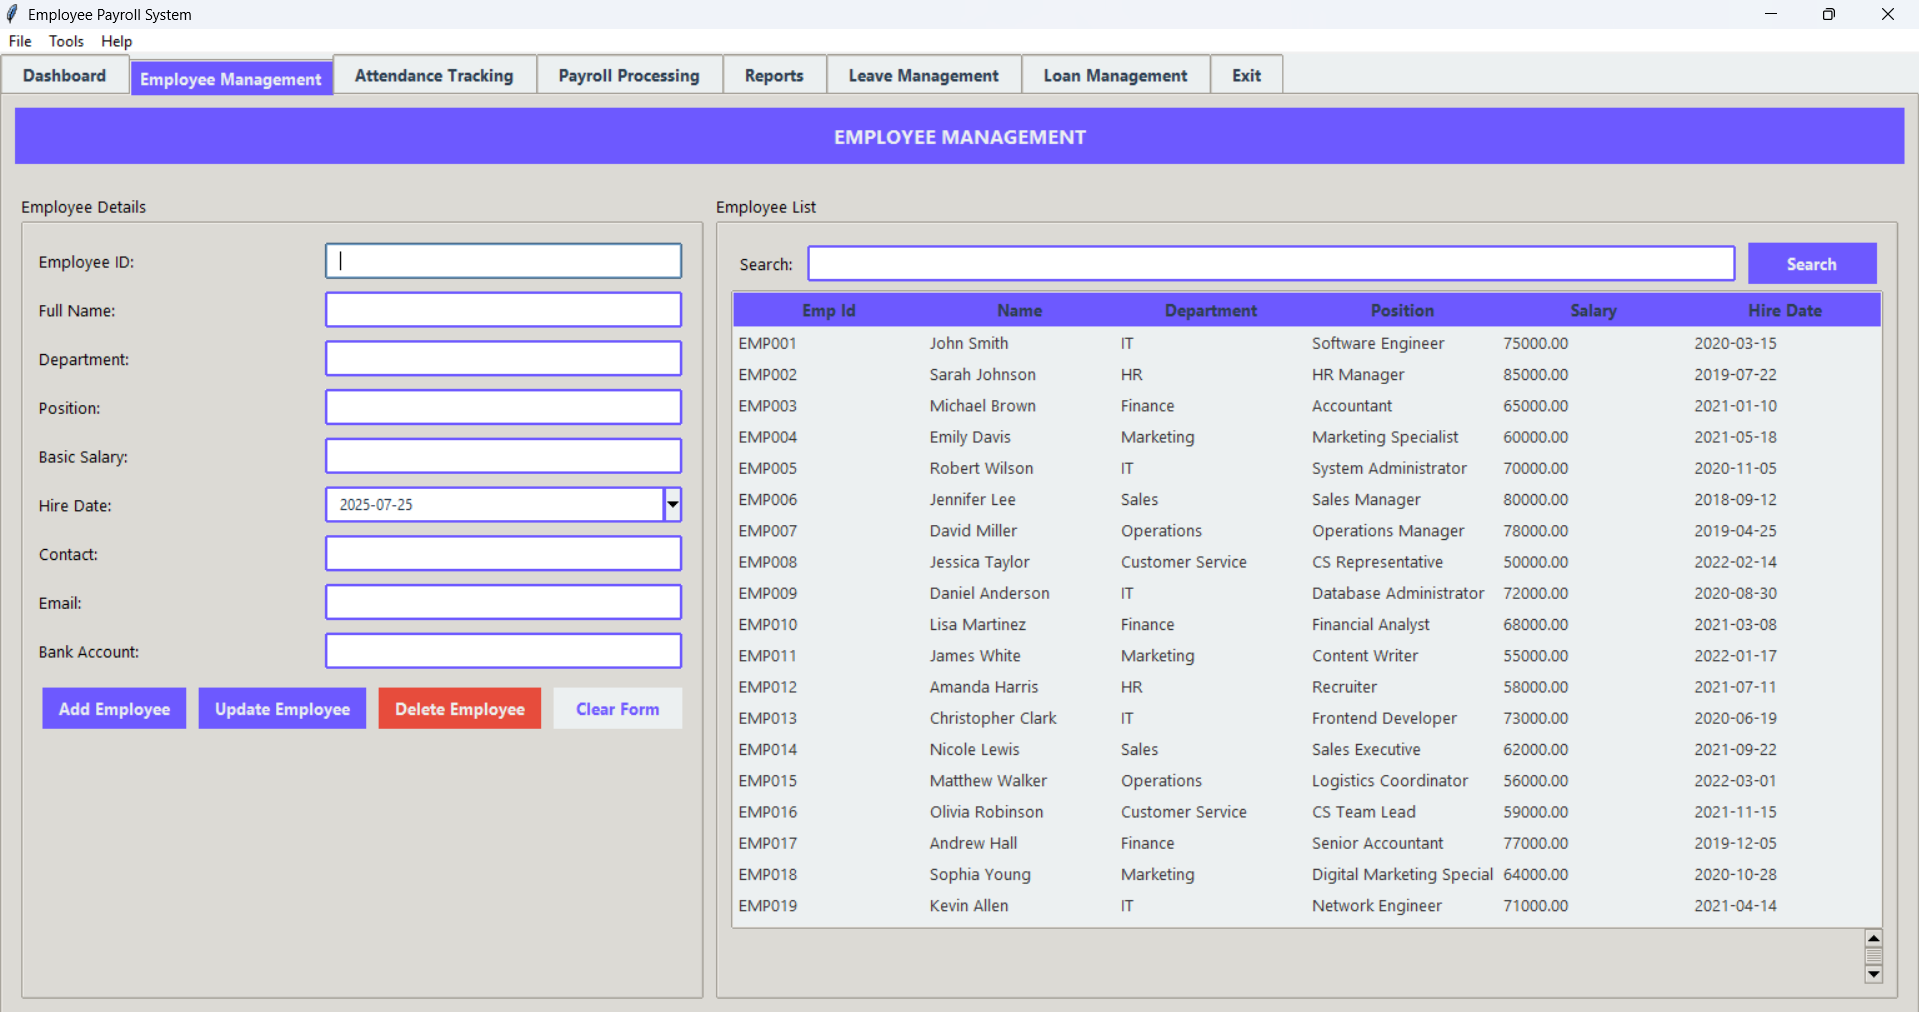 Employee Payroll System
File Tools Help
Dashboard Employee Management Attendance Tracking Payroll Processing Reports Leave Management Loan Management Exit
EMPLOYEE MANAGEMENT
Employee Details
Employee ID:
Full Name:
Department:
Position:
Basic Salary:
Hire Date: 2025-07-25
Contact:
Email:
Bank Account:
Add Employee Update Employee Delete Employee Clear Form
Employee List
Search: Search
Emp Id Name Department Position Salary Hire Date
EMP001 John Smith IT Software Engineer 75000.00 2020-03-15
EMP002 Sarah Johnson HR HR Manager 85000.00 2019-07-22
EMP003 Michael Brown Finance Accountant 65000.00 2021-01-10
EMP004 Emily Davis Marketing Marketing Specialist 60000.00 2021-05-18
EMP005 Robert Wilson IT System Administrator 70000.00 2020-11-05
EMP006 Jennifer Lee Sales Sales Manager 80000.00 2018-09-12
EMP007 David Miller Operations Operations Manager 78000.00 2019-04-25
EMP008 Jessica Taylor Customer Service CS Representative 50000.00 2022-02-14
EMP009 Daniel Anderson IT Database Administrator 72000.00 2020-08-30
EMP010 Lisa Martinez Finance Financial Analyst 68000.00 2021-03-08
EMP011 James White Marketing Content Writer 55000.00 2022-01-17
EMP012 Amanda Harris HR Recruiter 58000.00 2021-07-11
EMP013 Christopher Clark IT Frontend Developer 73000.00 2020-06-19
EMP014 Nicole Lewis Sales Sales Executive 62000.00 2021-09-22
EMP015 Matthew Walker Operations Logistics Coordinator 56000.00 2022-03-01
EMP016 Olivia Robinson Customer Service CS Team Lead 59000.00 2021-11-15
EMP017 Andrew Hall Finance Senior Accountant 77000.00 2019-12-05
EMP018 Sophia Young Marketing Digital Marketing Special 64000.00 2020-10-28
EMP019 Kevin Allen IT Network Engineer 71000.00 2021-04-14